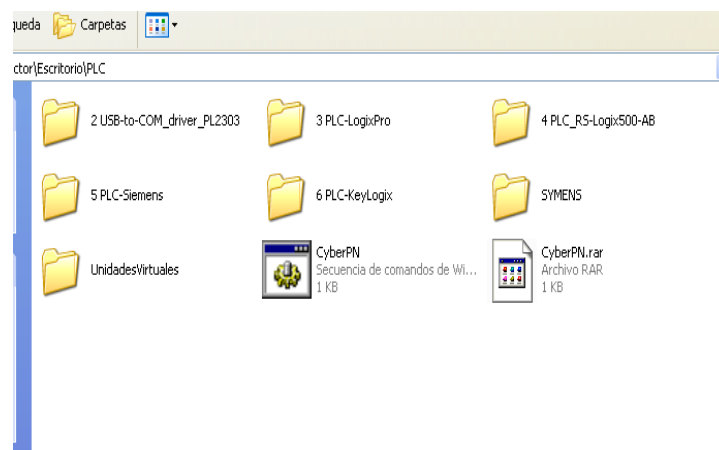 queda Carpetas
ctor\Escritorio\PLC
2 USB-to-COM_driver_PL2303
3 PLC-LogixPro
4 PLC_RS-Logix500-AB
5 PLC-Siemens
6 PLC-KeyLogix
SYMENS
UnidadesVirtuales
CyberPN
Secuencia de comandos de Wi...
1 KB
CyberPN.rar
Archivo RAR
1 KB